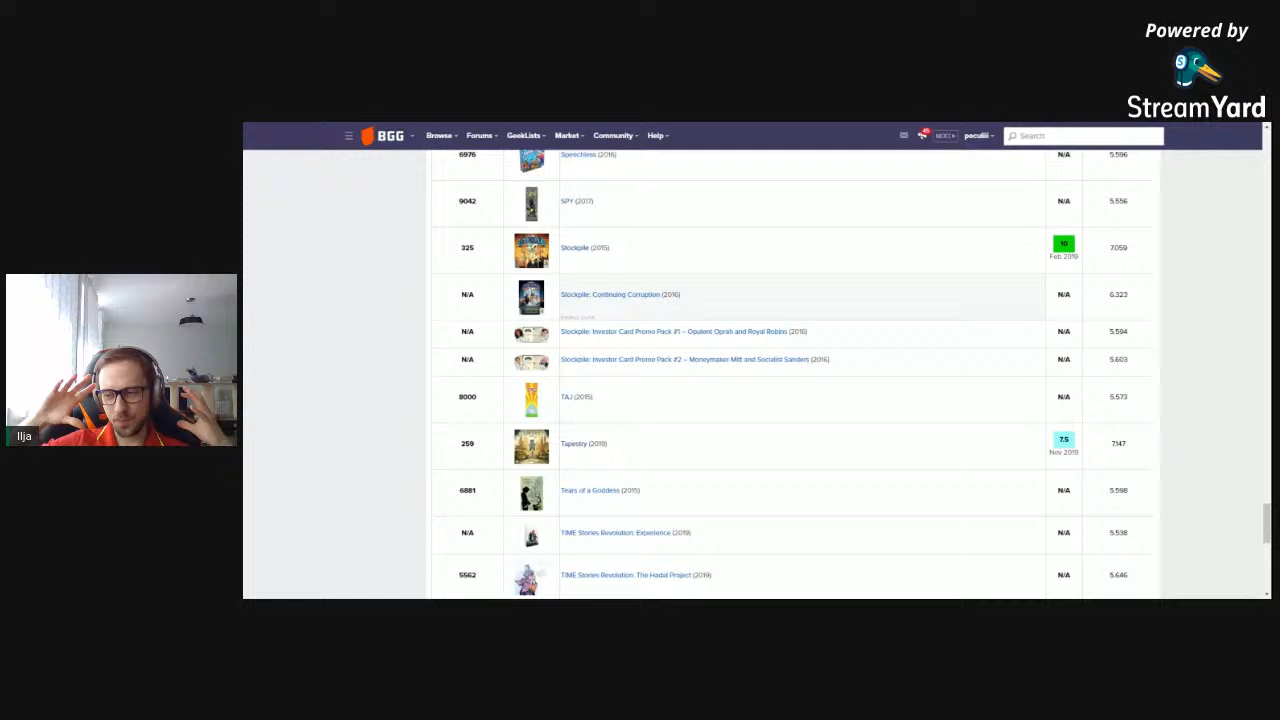 Powered by
StreamYard
BGG Browse Forums GeekLists Market Community Help 45 peculiii Search
6976 Speechless (2016) N/A 5.596
9042 SPY (2017) N/A 5.556
325 Stockpile (2015) 10 Feb 2019 7.059
N/A Stockpile: Continuing Corruption (2016) N/A 6.323
N/A Stockpile: Investor Card Promo Pack #1 – Opulent Oprah and Royal Robins (2016) N/A 5.594
N/A Stockpile: Investor Card Promo Pack #2 – Moneymaker Mitt and Socialist Sanders (2016) N/A 5.603
8000 TAJ (2015) N/A 5.573
259 Tapestry (2019) 7.5 Nov 2019 7.147
6881 Tears of a Goddess (2015) N/A 5.598
N/A TIME Stories Revolution: Experience (2019) N/A 5.538
5562 TIME Stories Revolution: The Hadal Project (2019) N/A 5.646
Ilja